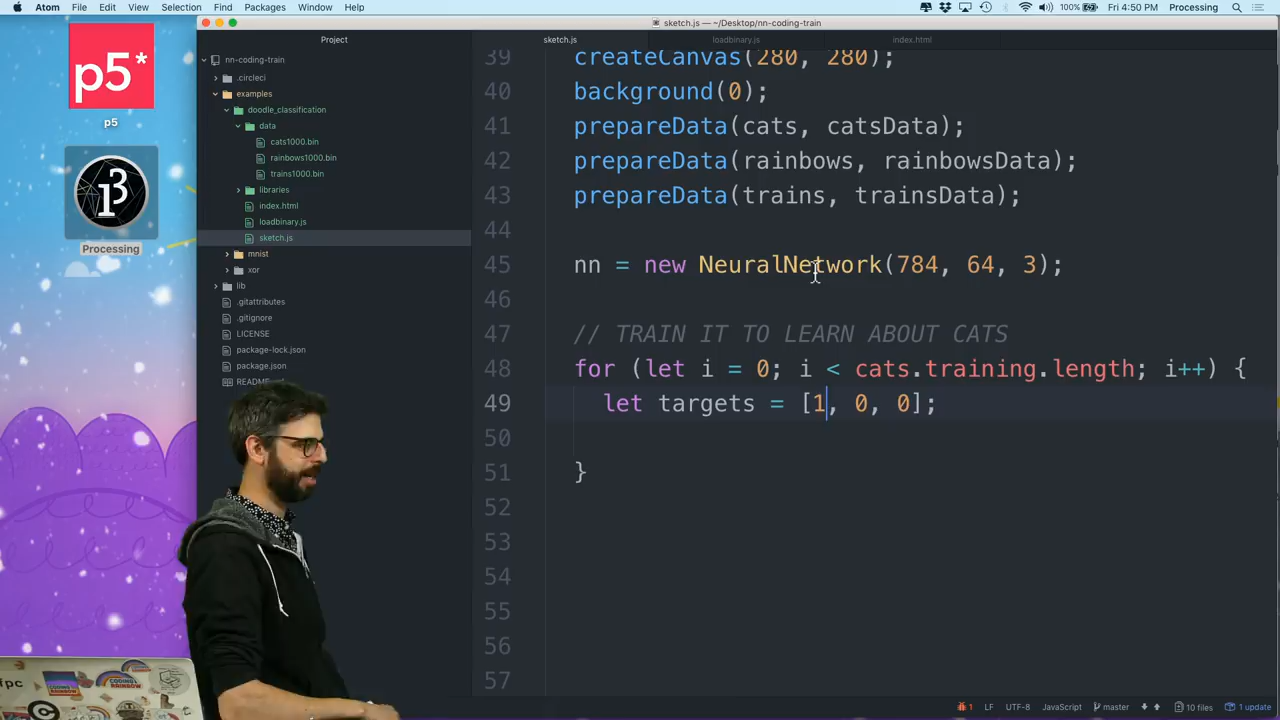 Atom File Edit View Selection Find Packages Window Help
100% Fri 4:50 PM Processing
sketch.js — ~/Desktop/nn-coding-train
Project
sketch.js
loadbinary.js
index.html
p5*
p5
Processing
nn-coding-train
.circleci
examples
doodle_classification
data
cats1000.bin
rainbows1000.bin
trains1000.bin
libraries
index.html
loadbinary.js
sketch.js
mnist
xor
lib
.gitattributes
.gitignore
LICENSE
package-lock.json
package.json
39 createCanvas(280, 280);
40 background(0);
41 prepareData(cats, catsData);
42 prepareData(rainbows, rainbowsData);
43 prepareData(trains, trainsData);
44
45 nn = new NeuralNetwork(784, 64, 3);
46
47 // TRAIN IT TO LEARN ABOUT CATS
48 for (let i = 0; i < cats.training.length; i++) {
49 let targets = [1, 0, 0];
50
51 }
52
53
54
55
56
57
1 LF UTF-8 JavaScript master 10 files 1 update